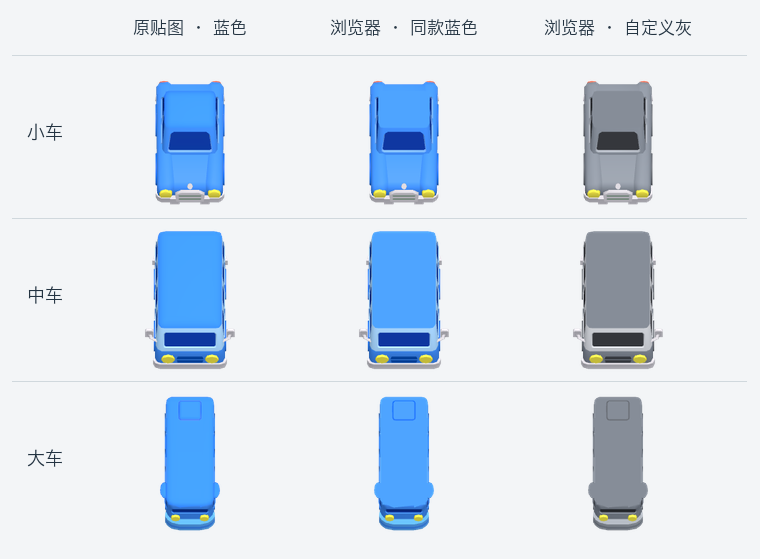 原贴图 · 蓝色
浏览器 · 同款蓝色
浏览器 · 自定义灰
小车
中车
大车